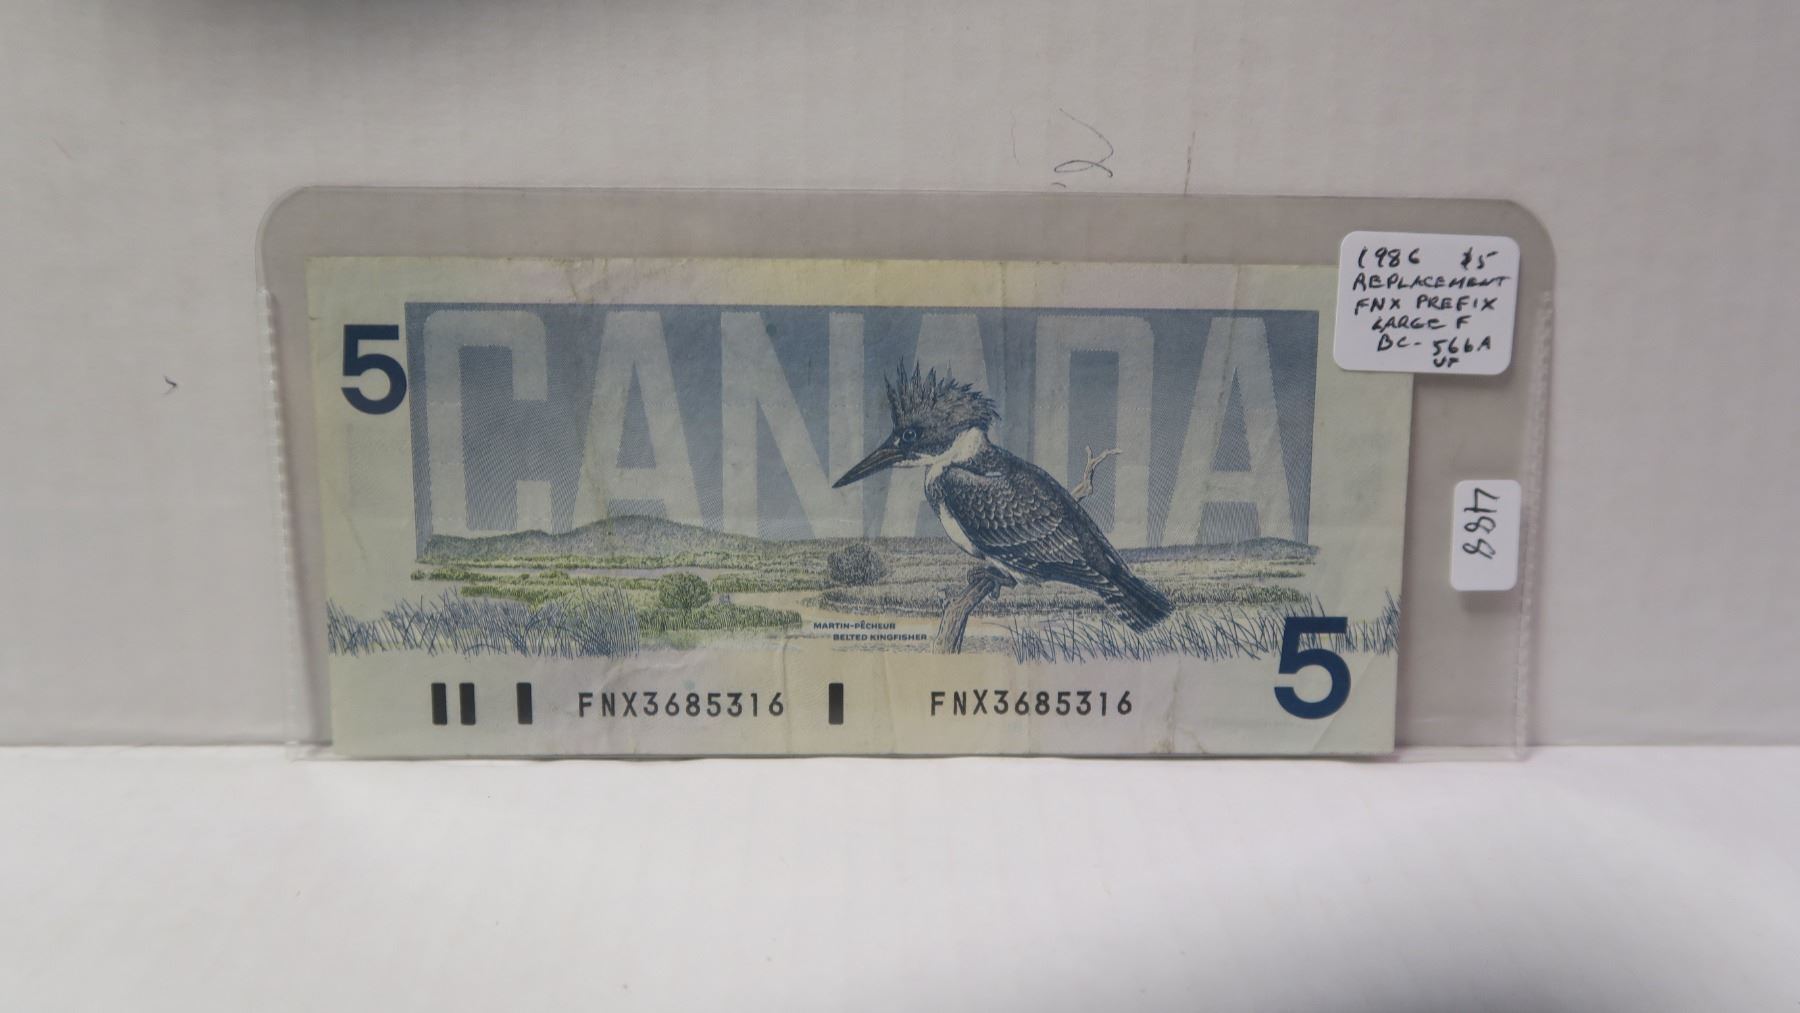 1986 $5
REPLACEMENT
FNX PREFIX
LARGE F
BC-566A
VF
5
CANADA
488
MARTIN-PÊCHEUR
BELTED KINGFISHER
5
FNX3685316 FNX3685316